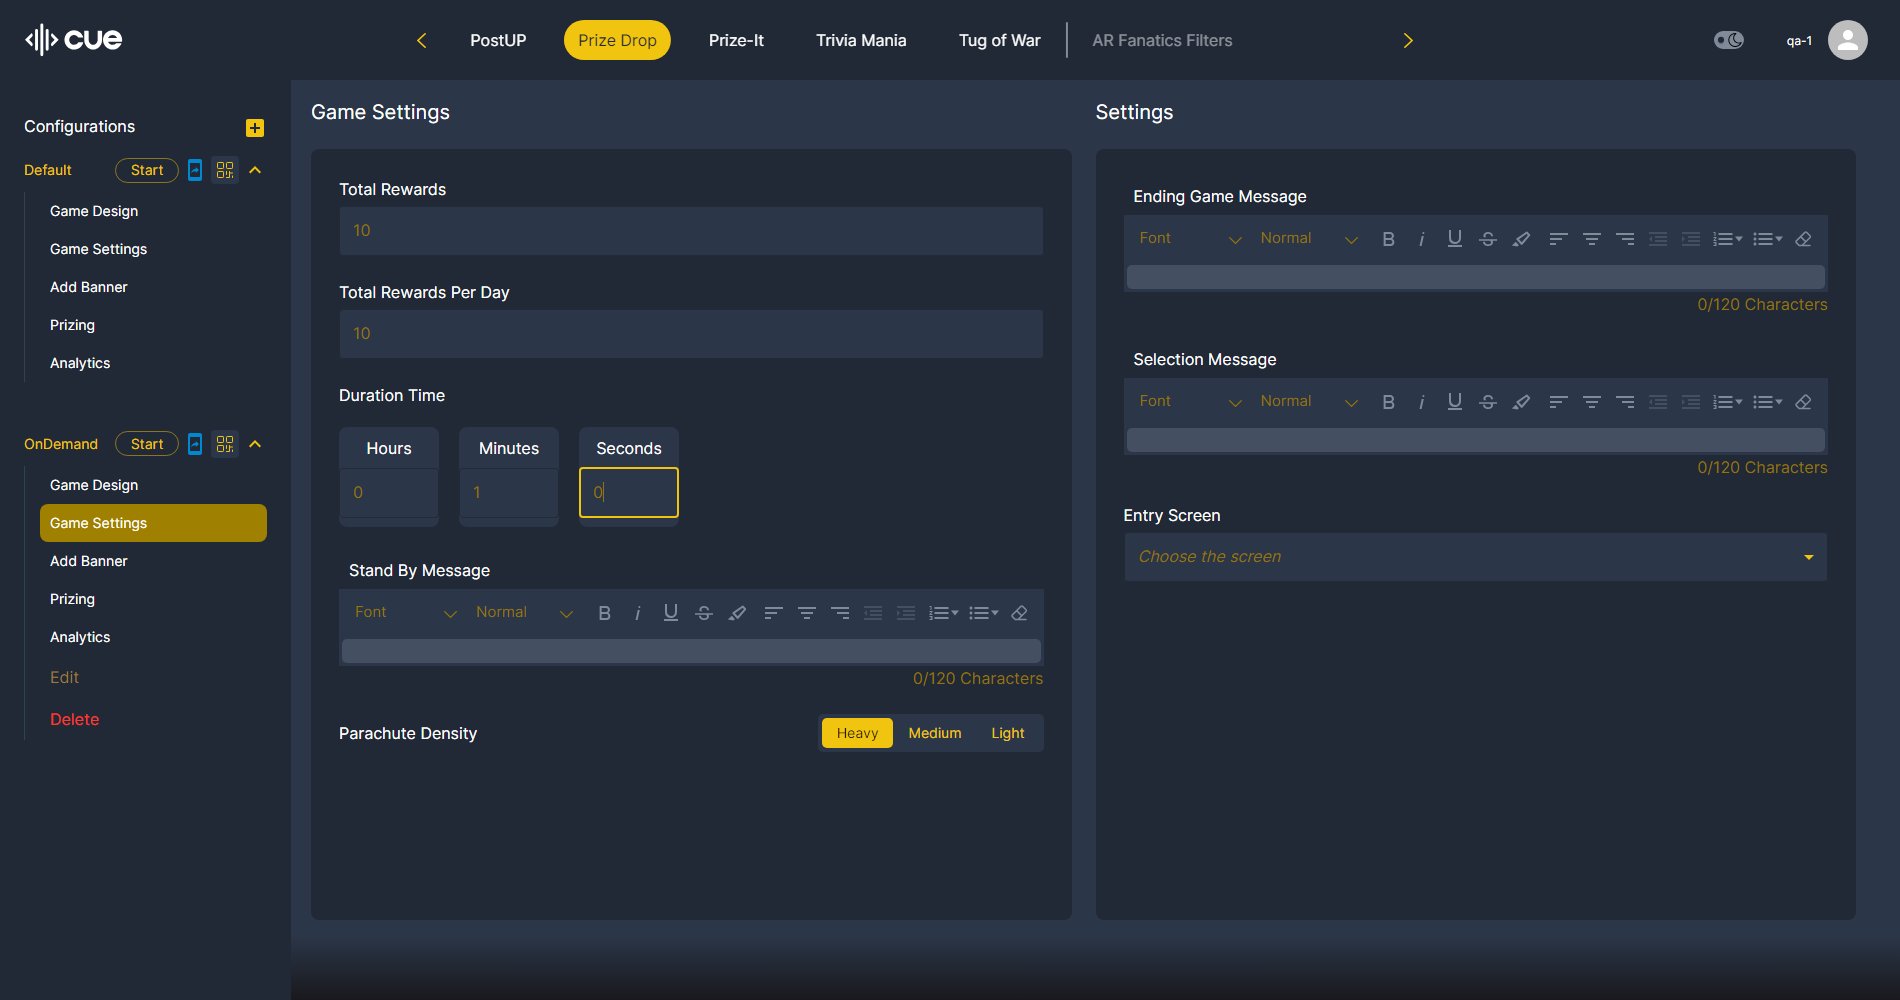 cue
PostUP
Prize Drop
Prize-It
Trivia Mania
Tug of War
AR Fanatics Filters
qa-1
Configurations
Default
Start
Game Design
Game Settings
Add Banner
Prizing
Analytics
OnDemand
Start
Game Design
Game Settings
Add Banner
Prizing
Analytics
Edit
Delete
Game Settings
Total Rewards
10
Total Rewards Per Day
10
Duration Time
Hours
Minutes
Seconds
0
1
0
Stand By Message
Font
Normal
B
i
U
S
0/120 Characters
Parachute Density
Heavy
Medium
Light
Settings
Ending Game Message
Font
Normal
B
i
U
S
0/120 Characters
Selection Message
Font
Normal
B
i
U
S
0/120 Characters
Entry Screen
Choose the screen